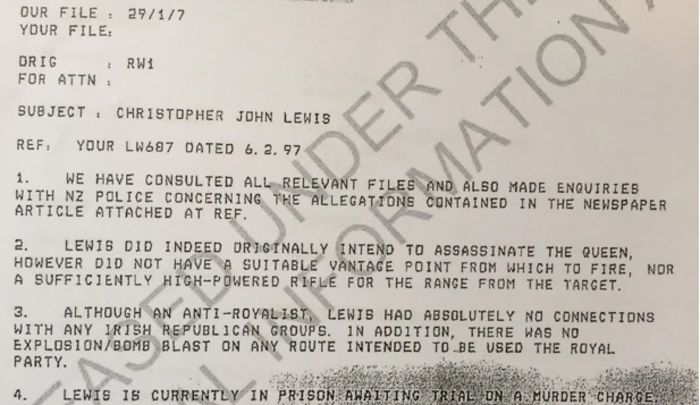 OUR FILE : 29/1/7
YOUR FILE:
ORIG : RW1
FOR ATTN :
SUBJECT : CHRISTOPHER JOHN LEWIS
REF: YOUR LW687 DATED 6.2.97
1. WE HAVE CONSULTED ALL RELEVANT FILES AND ALSO MADE ENQUIRIES
WITH NZ POLICE CONCERNING THE ALLEGATIONS CONTAINED IN THE NEWSPAPER
ARTICLE ATTACHED AT REF.
2. LEWIS DID INDEED ORIGINALLY INTEND TO ASSASSINATE THE QUEEN,
HOWEVER DID NOT HAVE A SUITABLE VANTAGE POINT FROM WHICH TO FIRE, NOR
A SUFFICIENTLY HIGH-POWERED RIFLE FOR THE RANGE FROM THE TARGET.
3. ALTHOUGH AN ANTI-ROYALIST, LEWIS HAD ABSOLUTELY NO CONNECTIONS
WITH ANY IRISH REPUBLICAN GROUPS. IN ADDITION, THERE WAS NO
EXPLOSION/BOMB BLAST ON ANY ROUTE INTENDED TO BE USED THE ROYAL
PARTY.
4. LEWIS IS CURRENTLY IN PRISON AWAITING TRIAL ON A MURDER CHARGE.
EASED UNDER THE
AL INFORMATION A